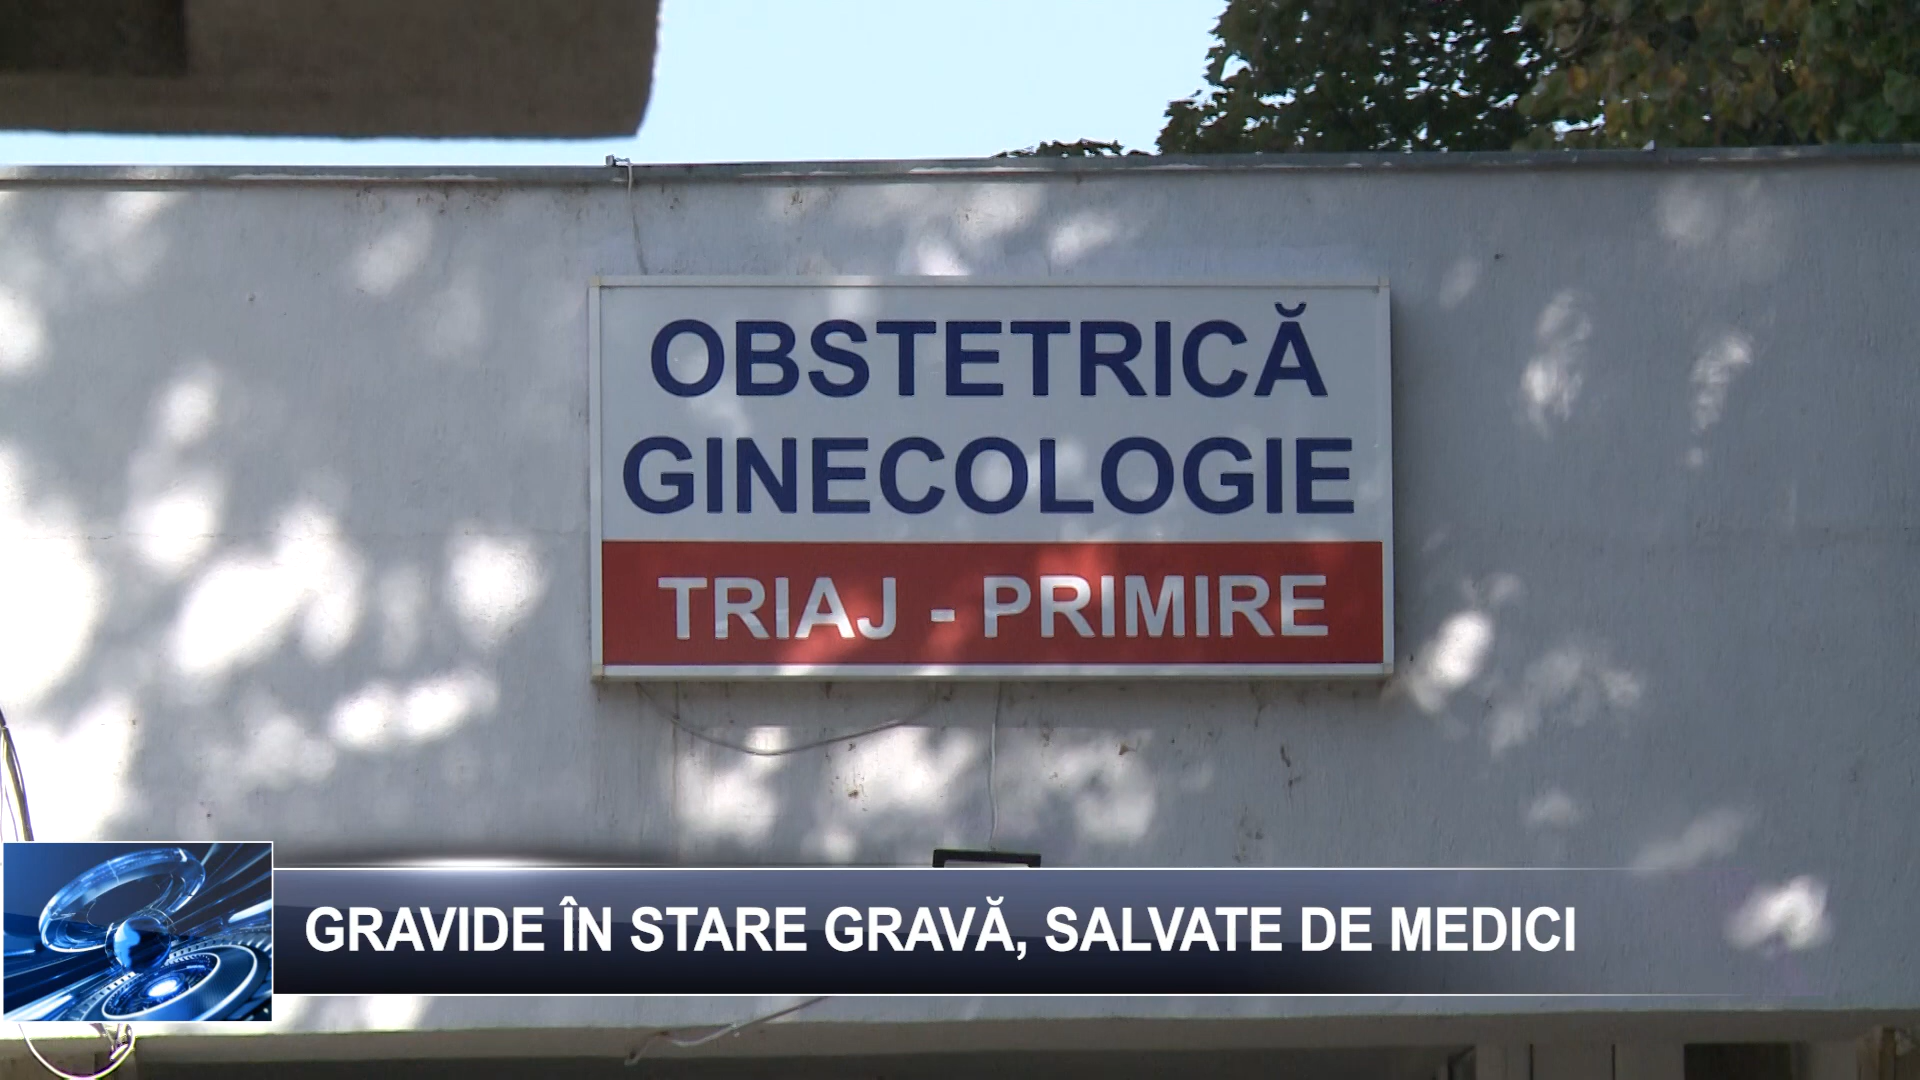 OBSTETRICĂ
GINECOLOGIE
TRIAJ - PRIMIRE
GRAVIDE ÎN STARE GRAVĂ, SALVATE DE MEDICI